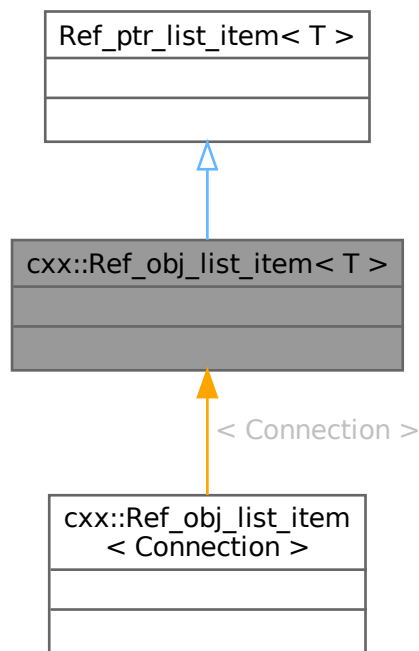 Ref_ptr_list_item< T >
cxx::Ref_obj_list_item< T >
< Connection >
cxx::Ref_obj_list_item
< Connection >